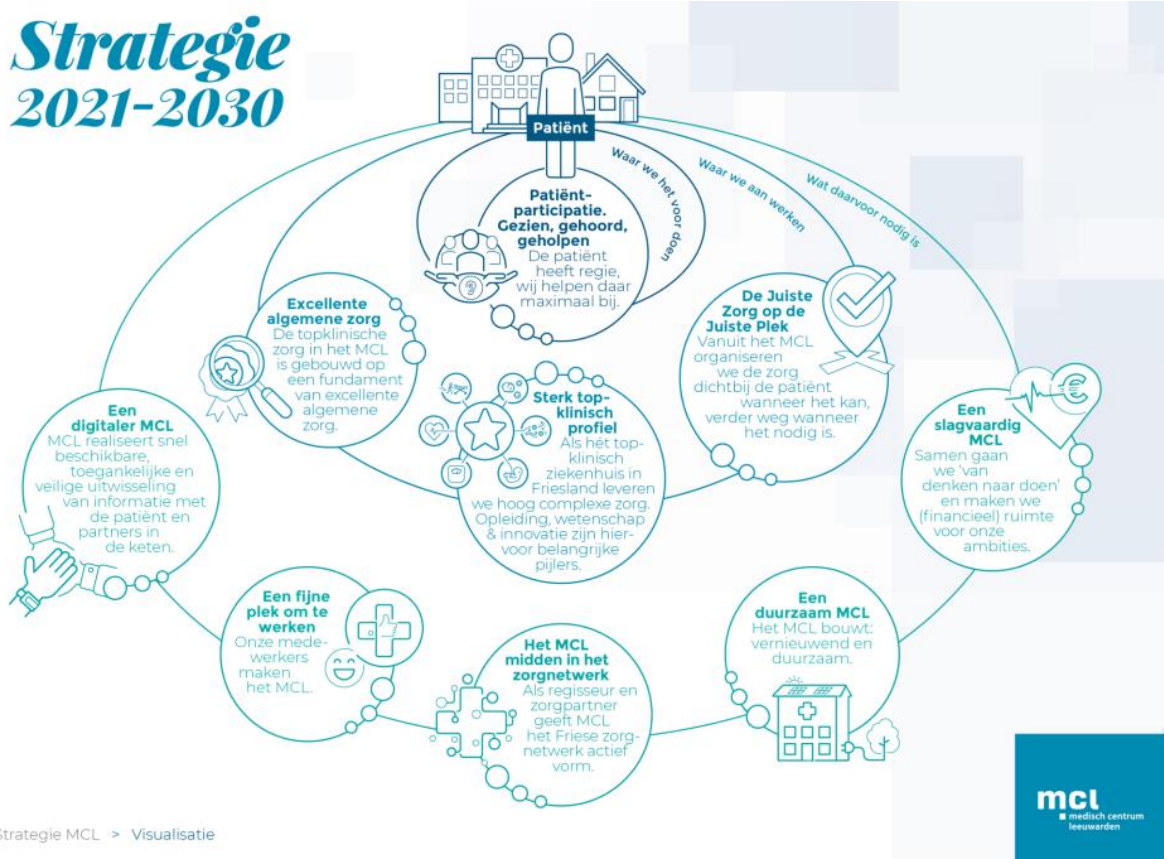 Strategie
2021-2030
Patiënt
Waar we het voor doen
Waar we aan werken
Wat daarvoor nodig is
Patiënt-
participatie.
Gezien, gehoord,
geholpen
De patiënt
heeft regie,
wij helpen daar
maximaal bij.
Excellente
algemene zorg
De topklinische
zorg in het MCL
is gebouwd op
een fundament
van excellente
algemene
zorg.
Sterk top-
klinisch
profiel
Als hét top-
klinisch
ziekenhuis in
Friesland leveren
we hoog complexe zorg.
Opleiding, wetenschap
& innovatie zijn hier-
voor belangrijke
pijlers.
De Juiste
Zorg op de
Juiste Plek
Vanuit het MCL
organiseren
we de zorg
dichtbij de patiënt
wanneer het kan,
verder weg wanneer
het nodig is.
Een
digitaler MCL
MCL realiseert snel
beschikbare,
toegankelijke en
veilige uitwisseling
van informatie met
de patiënt en
partners in
de keten.
Een fijne
plek om te
werken
Onze mede-
werkers
maken
het MCL.
Het MCL
midden in het
zorgnetwerk
Als regisseur en
zorgpartner
geeft MCL
het Friese zorg-
netwerk actief
vorm.
Een
duurzaam MCL
Het MCL bouwt:
vernieuwend en
duurzaam.
Een
slagvaardig
MCL
Samen gaan
we 'van
denken naar doen'
en maken we
(financieel) ruimte
voor onze
ambities.
€
Strategie MCL > Visualisatie
mcl
medisch centrum
leeuwarden